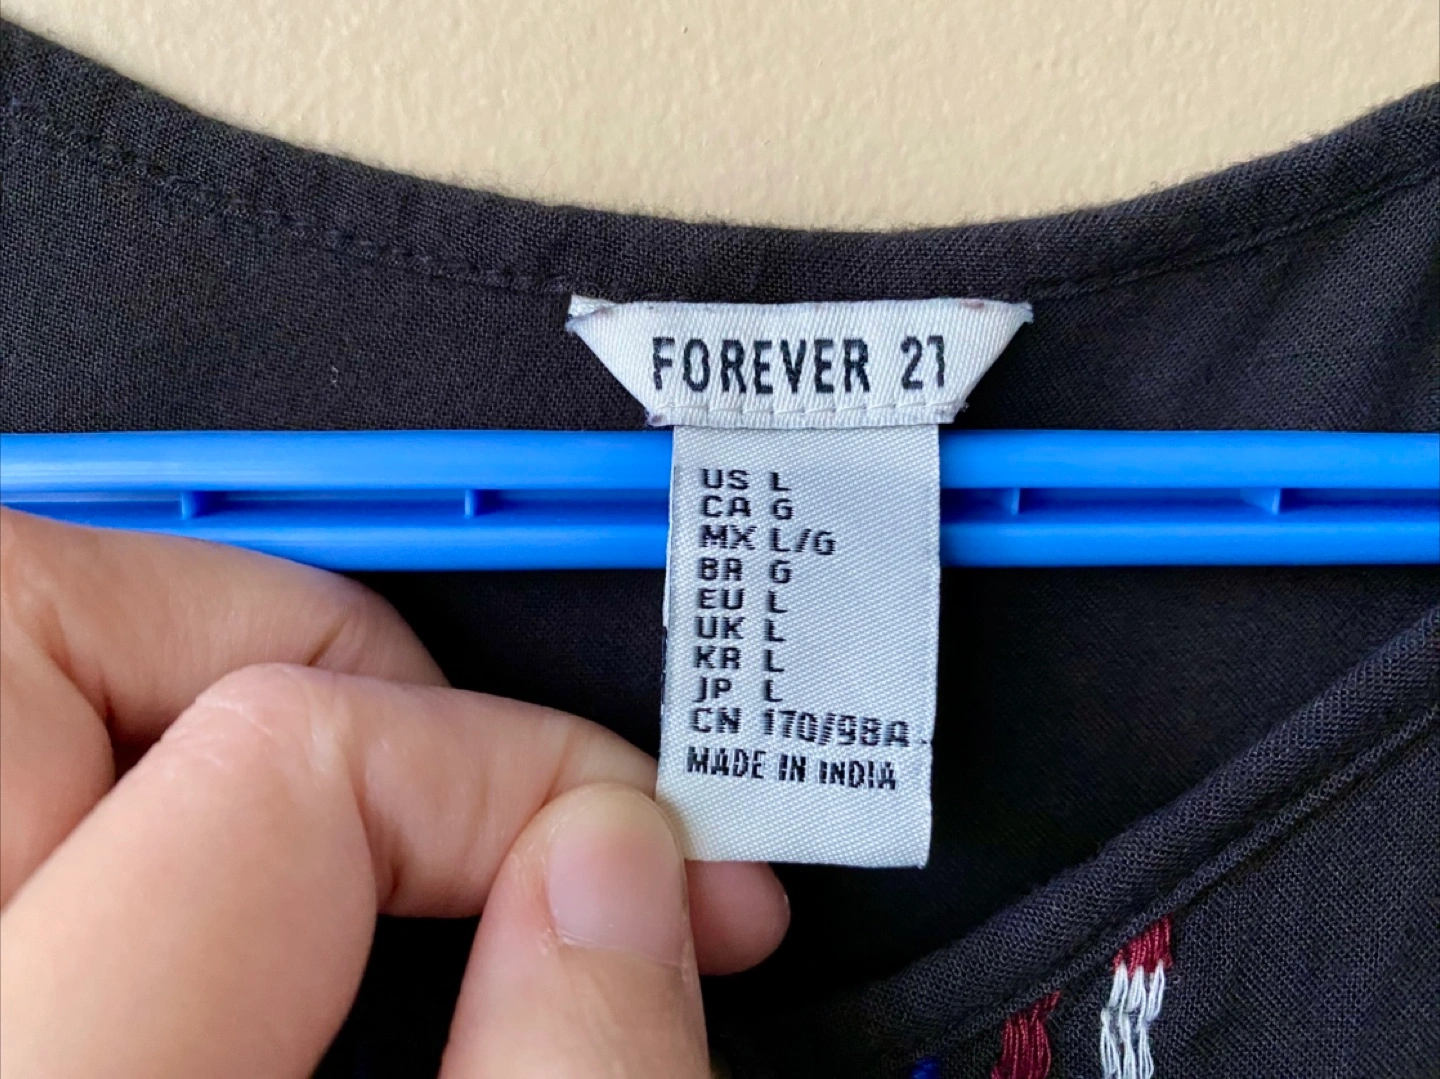 FOREVER 21
US L
CA G
MX L/G
BR G
EU L
UK L
KR L
JP L
CN 170/98A
MADE IN INDIA